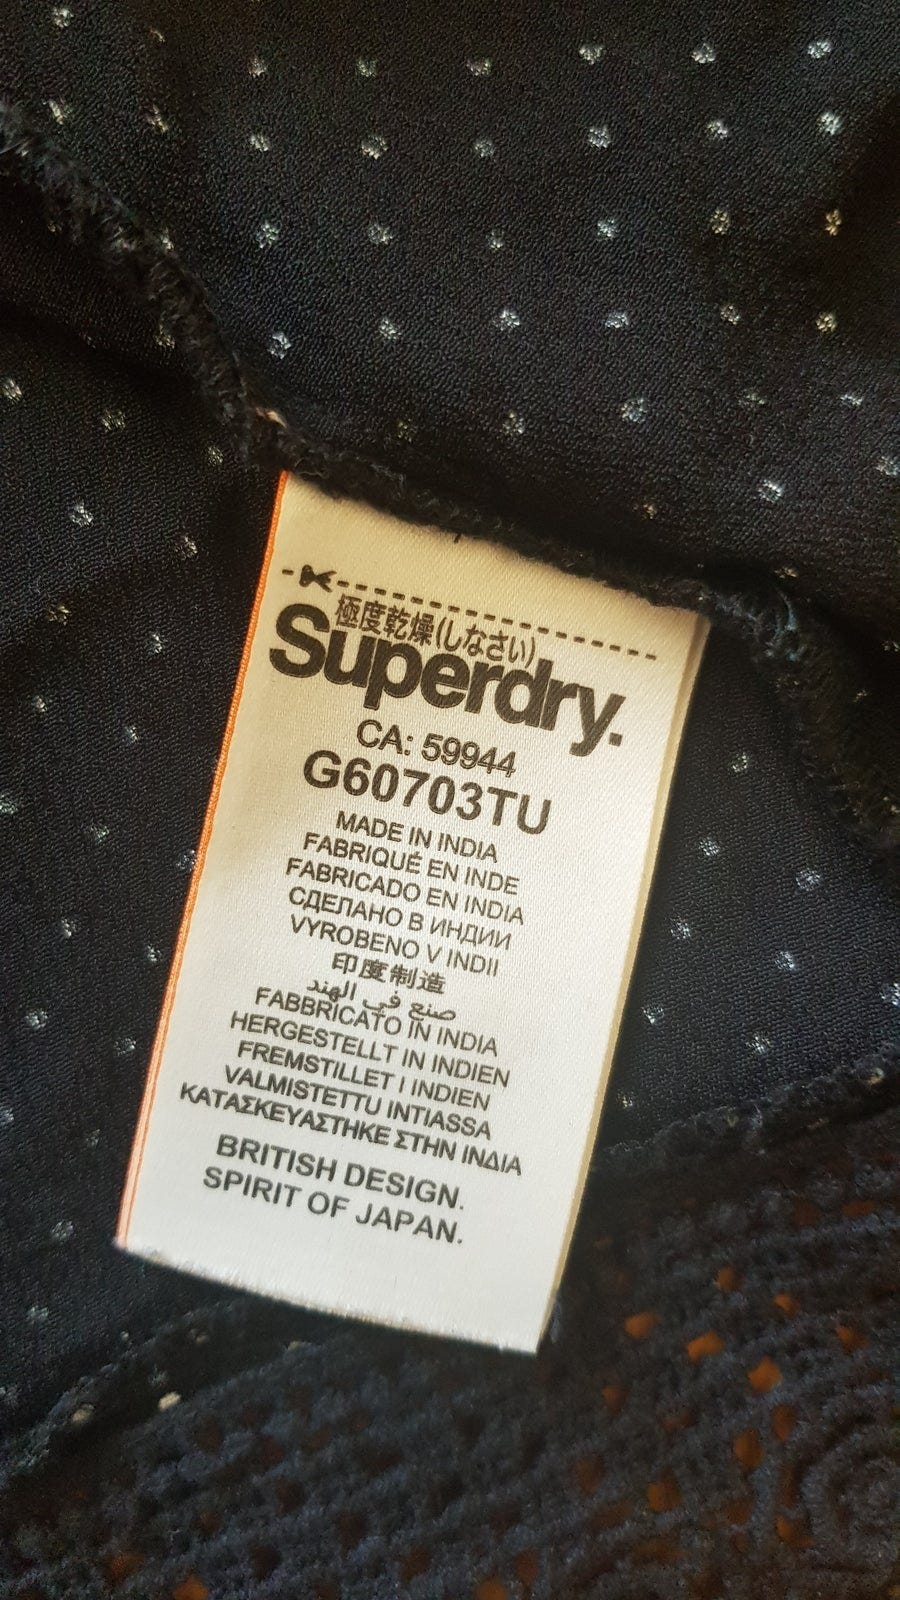 極度乾燥(しなさい)
Superdry.
CA: 59944
G60703TU
MADE IN INDIA
FABRIQUÉ EN INDE
FABRICADO EN INDIA
СДЕЛАНО В ИНДИИ
VYROBENO V INDII
印度制造
صنع في الهند
FABBRICATO IN INDIA
HERGESTELLT IN INDIEN
FREMSTILLET I INDIEN
VALMISTETTU INTIASSA
ΚΑΤΑΣΚΕΥΑΣΤΗΚΕ ΣΤΗΝ ΙΝΔΙΑ
BRITISH DESIGN.
SPIRIT OF JAPAN.